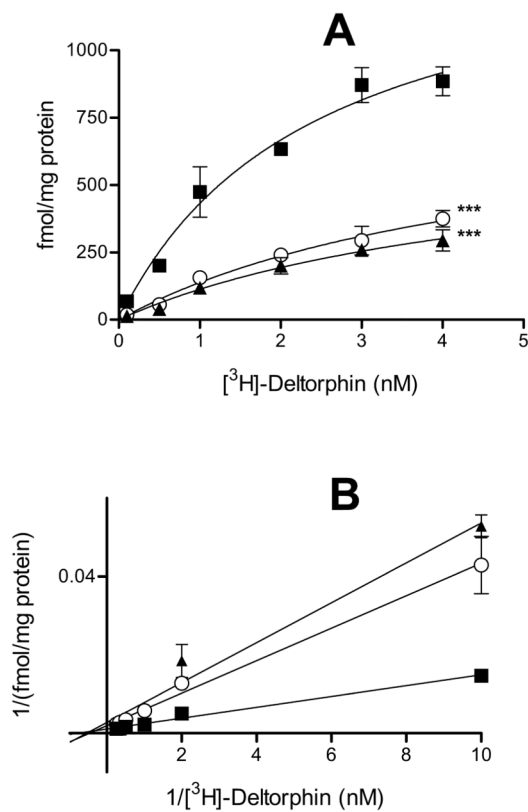 A
1000
750
500
250
0
fmol/mg protein
***
***
0 1 2 3 4 5
[³H]-Deltorphin (nM)
B
0.04
1/(fmol/mg protein)
2 4 6 8 10
1/[³H]-Deltorphin (nM)